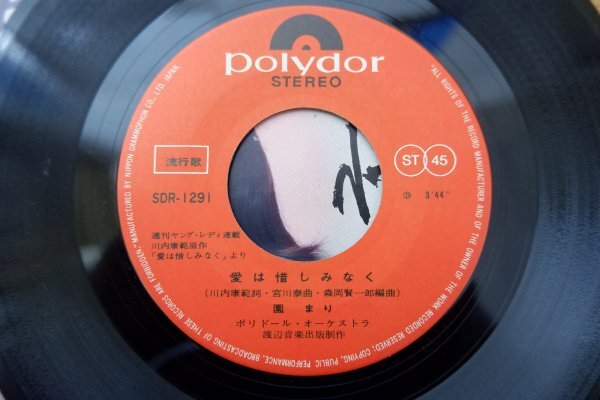 polydor
STEREO
流行歌
ST 45
SDR-1291
Ⓟ 3'44"
週刊ヤング・レディ連載
川内康範原作
「愛は惜しみなく」より
愛は惜しみなく
(川内康範詞・宮川泰曲・森岡賢一郎編曲)
園 まり
ポリドール・オーケストラ
渡辺音楽出版制作
"ALL RIGHTS OF THE RECORD MANUFACTURER AND OF THE OWNER OF THE WORK RECORDED RESERVED. COPYING, PUBLIC PERFORMANCE, BROADCASTING OF THESE RECORDS ARE FORBIDDEN" MANUFACTURED BY NIPPON GRAMMOPHON CO., LTD. JAPAN.